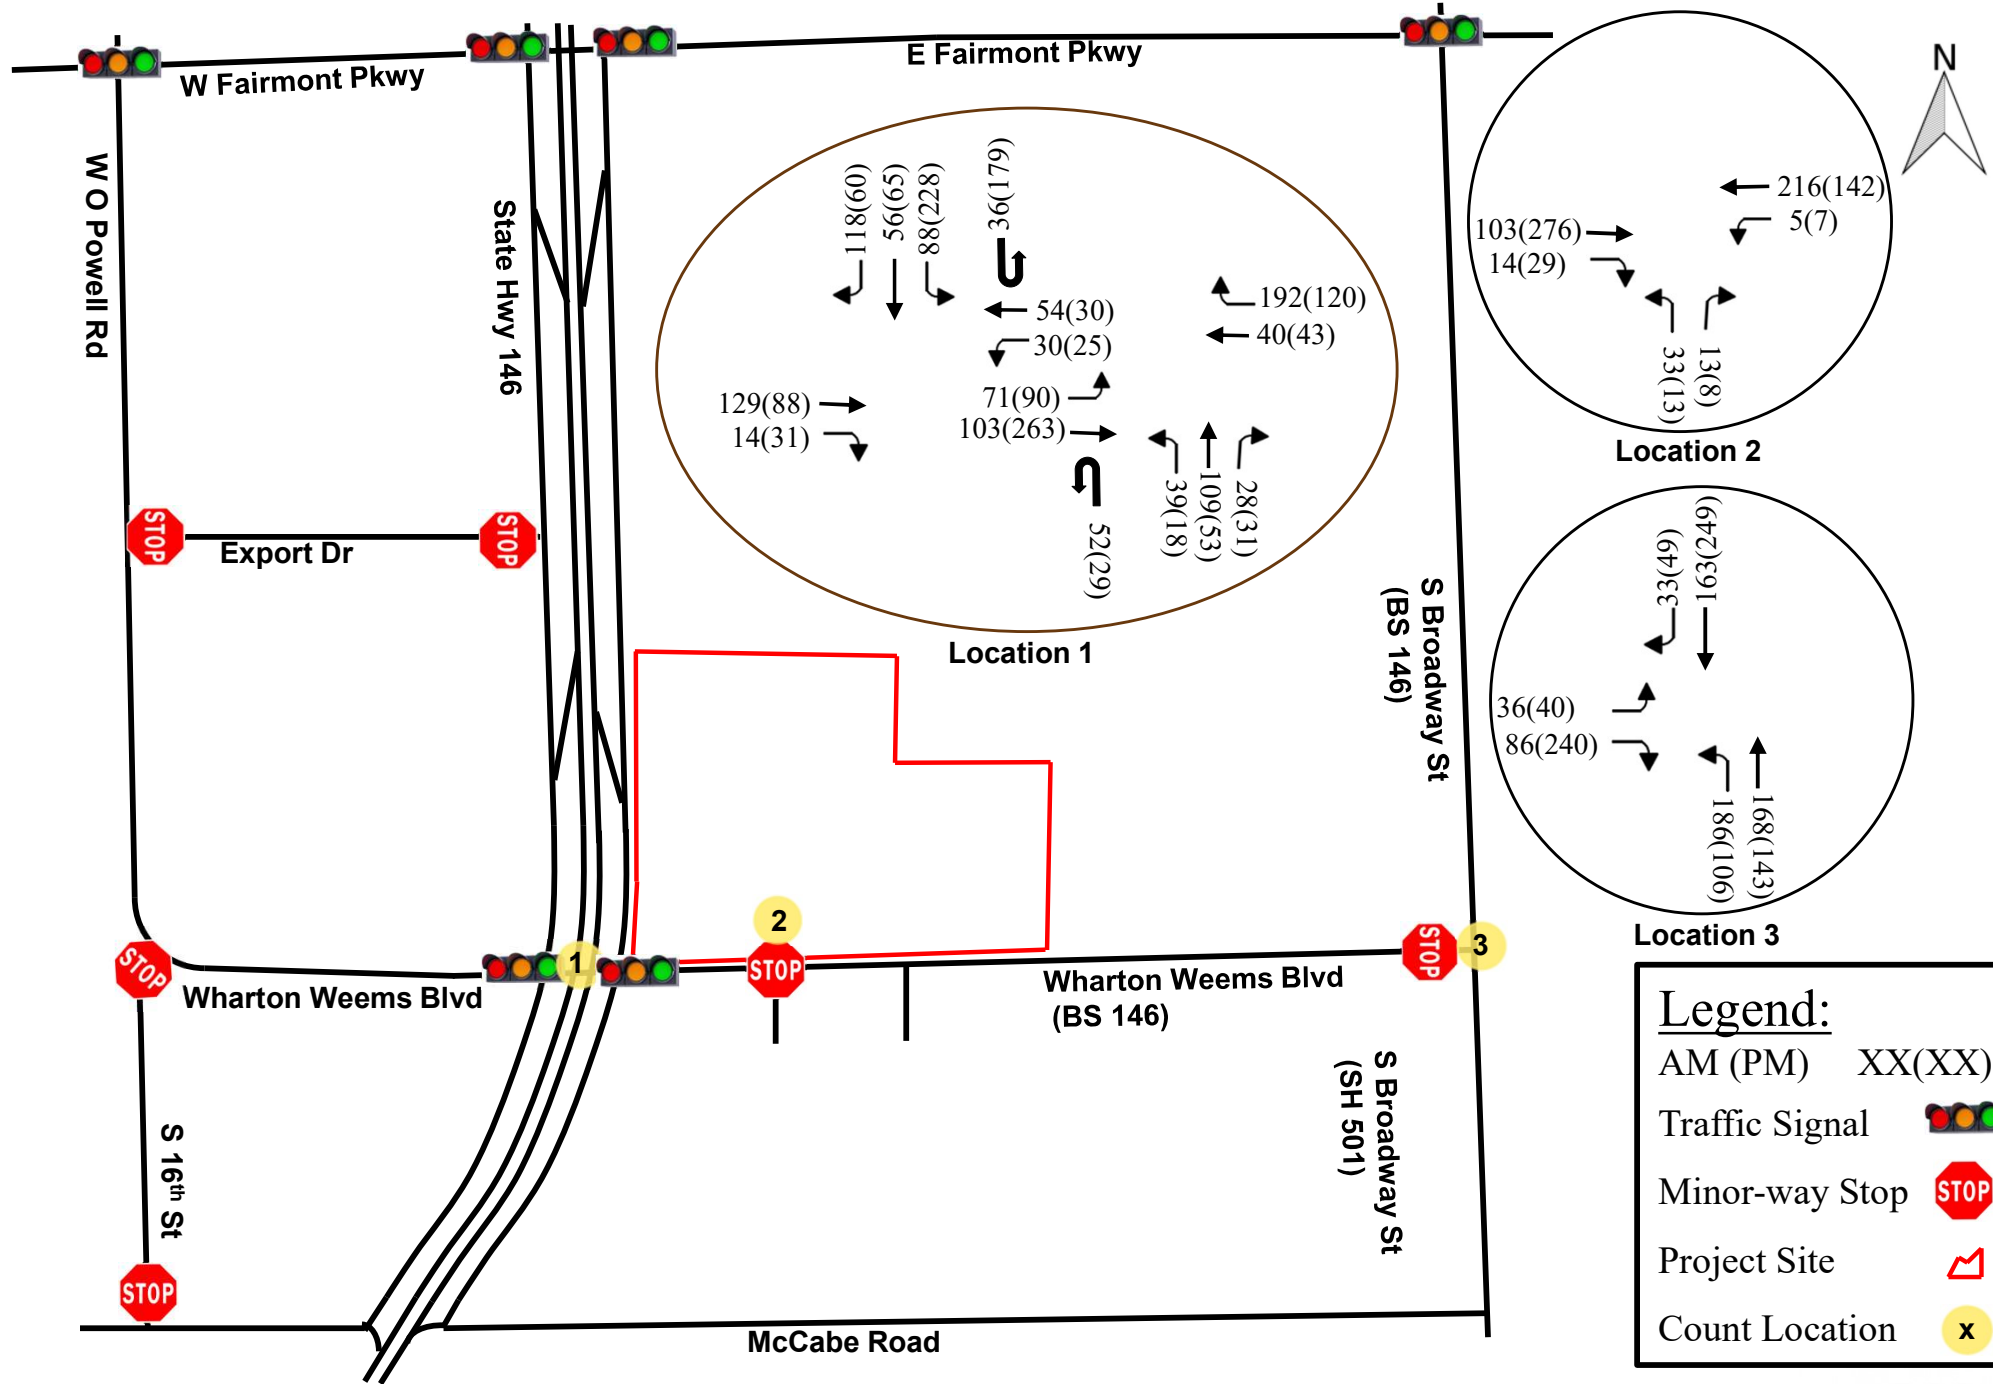 W Fairmont Pkwy
E Fairmont Pkwy
N
W O Powell Rd
State Hwy 146
118(60)
56(65)
88(228)
36(179)
54(30)
30(25)
192(120)
40(43)
129(88)
14(31)
71(90)
103(263)
39(18)
109(53)
28(31)
52(29)
Location 1
216(142)
5(7)
103(276)
14(29)
33(13)
13(8)
Location 2
33(49)
163(249)
36(40)
86(240)
186(106)
168(143)
Location 3
STOP
STOP
Export Dr
S Broadway St
(BS 146)
2
STOP
1
STOP
STOP
3
Wharton Weems Blvd
Wharton Weems Blvd
(BS 146)
S Broadway St
(SH 501)
S 16th St
STOP
McCabe Road
Legend:
AM (PM) XX(XX)
Traffic Signal
Minor-way Stop STOP
Project Site
Count Location x